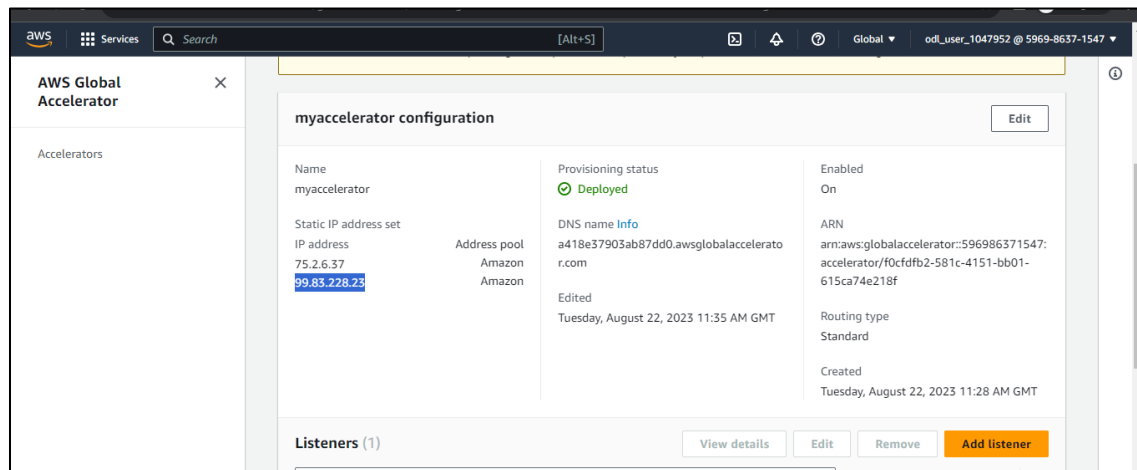 aws
Services
Search
[Alt+S]
Global
odl_user_1047952 @ 5969-8637-1547
AWS Global
Accelerator
Accelerators
myaccelerator configuration
Edit
Name
myaccelerator
Static IP address set
IP address Address pool
75.2.6.37 Amazon
99.83.228.23 Amazon
Provisioning status
Deployed
DNS name Info
a418e37903ab87dd0.awsglobalaccelerato
r.com
Edited
Tuesday, August 22, 2023 11:35 AM GMT
Enabled
On
ARN
arn:aws:globalaccelerator::596986371547:
accelerator/f0cfdfb2-581c-4151-bb01-
615ca74e218f
Routing type
Standard
Created
Tuesday, August 22, 2023 11:28 AM GMT
Listeners (1)
View details
Edit
Remove
Add listener